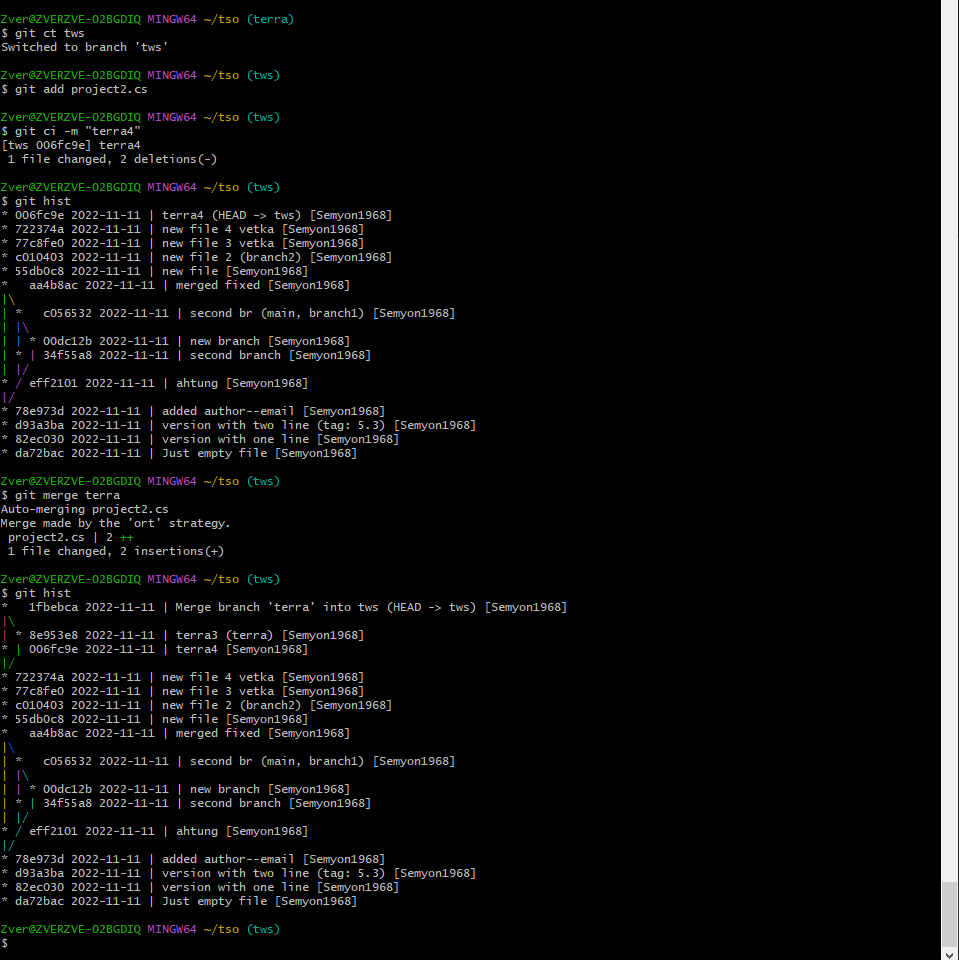 Zver@ZVERZVE-O2BGDIQ MINGW64 ~/tso (terra)
$ git ct tws
Switched to branch 'tws'
Zver@ZVERZVE-O2BGDIQ MINGW64 ~/tso (tws)
$ git add project2.cs
Zver@ZVERZVE-O2BGDIQ MINGW64 ~/tso (tws)
$ git ci -m "terra4"
[tws 006fc9e] terra4
 1 file changed, 2 deletions(-)
Zver@ZVERZVE-O2BGDIQ MINGW64 ~/tso (tws)
$ git hist
* 006fc9e 2022-11-11 | terra4 (HEAD -> tws) [Semyon1968]
* 722374a 2022-11-11 | new file 4 vetka [Semyon1968]
* 77c8fe0 2022-11-11 | new file 3 vetka [Semyon1968]
* c010403 2022-11-11 | new file 2 (branch2) [Semyon1968]
* 55db0c8 2022-11-11 | new file [Semyon1968]
*   aa4b8ac 2022-11-11 | merged fixed [Semyon1968]
|\
| *   c056532 2022-11-11 | second br (main, branch1) [Semyon1968]
| |\
| | * 00dc12b 2022-11-11 | new branch [Semyon1968]
| * | 34f55a8 2022-11-11 | second branch [Semyon1968]
| |/
* / eff2101 2022-11-11 | ahtung [Semyon1968]
|/
* 78e973d 2022-11-11 | added author--email [Semyon1968]
* d93a3ba 2022-11-11 | version with two line (tag: 5.3) [Semyon1968]
* 82ec030 2022-11-11 | version with one line [Semyon1968]
* da72bac 2022-11-11 | Just empty file [Semyon1968]
Zver@ZVERZVE-O2BGDIQ MINGW64 ~/tso (tws)
$ git merge terra
Auto-merging project2.cs
Merge made by the 'ort' strategy.
 project2.cs | 2 ++
 1 file changed, 2 insertions(+)
Zver@ZVERZVE-O2BGDIQ MINGW64 ~/tso (tws)
$ git hist
*   1fbebca 2022-11-11 | Merge branch 'terra' into tws (HEAD -> tws) [Semyon1968]
|\
| * 8e953e8 2022-11-11 | terra3 (terra) [Semyon1968]
* | 006fc9e 2022-11-11 | terra4 [Semyon1968]
|/
* 722374a 2022-11-11 | new file 4 vetka [Semyon1968]
* 77c8fe0 2022-11-11 | new file 3 vetka [Semyon1968]
* c010403 2022-11-11 | new file 2 (branch2) [Semyon1968]
* 55db0c8 2022-11-11 | new file [Semyon1968]
*   aa4b8ac 2022-11-11 | merged fixed [Semyon1968]
|\
| *   c056532 2022-11-11 | second br (main, branch1) [Semyon1968]
| |\
| | * 00dc12b 2022-11-11 | new branch [Semyon1968]
| * | 34f55a8 2022-11-11 | second branch [Semyon1968]
| |/
* / eff2101 2022-11-11 | ahtung [Semyon1968]
|/
* 78e973d 2022-11-11 | added author--email [Semyon1968]
* d93a3ba 2022-11-11 | version with two line (tag: 5.3) [Semyon1968]
* 82ec030 2022-11-11 | version with one line [Semyon1968]
* da72bac 2022-11-11 | Just empty file [Semyon1968]
Zver@ZVERZVE-O2BGDIQ MINGW64 ~/tso (tws)
$